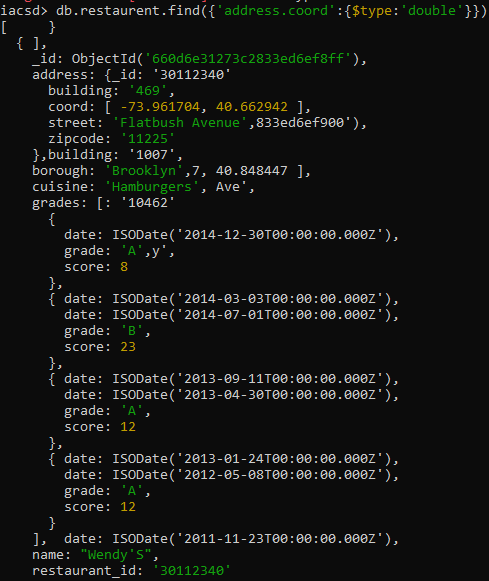 iacsd> db.restaurent.find({'address.coord':{$type:'double'}})
[     }
  { ],
    _id: ObjectId('660d6e31273c2833ed6ef8ff'),
    address: {_id: '30112340'
      building: '469',
      coord: [ -73.961704, 40.662942 ],
      street: 'Flatbush Avenue',833ed6ef900'),
      zipcode: '11225'
    },building: '1007',
    borough: 'Brooklyn',7, 40.848447 ],
    cuisine: 'Hamburgers', Ave',
    grades: [: '10462'
      {
        date: ISODate('2014-12-30T00:00:00.000Z'),
        grade: 'A',y',
        score: 8
      },
      { date: ISODate('2014-03-03T00:00:00.000Z'),
        date: ISODate('2014-07-01T00:00:00.000Z'),
        grade: 'B',
        score: 23
      },
      { date: ISODate('2013-09-11T00:00:00.000Z'),
        date: ISODate('2013-04-30T00:00:00.000Z'),
        grade: 'A',
        score: 12
      },
      { date: ISODate('2013-01-24T00:00:00.000Z'),
        date: ISODate('2012-05-08T00:00:00.000Z'),
        grade: 'A',
        score: 12
      }
    ],  date: ISODate('2011-11-23T00:00:00.000Z'),
    name: "Wendy'S",
    restaurant_id: '30112340'